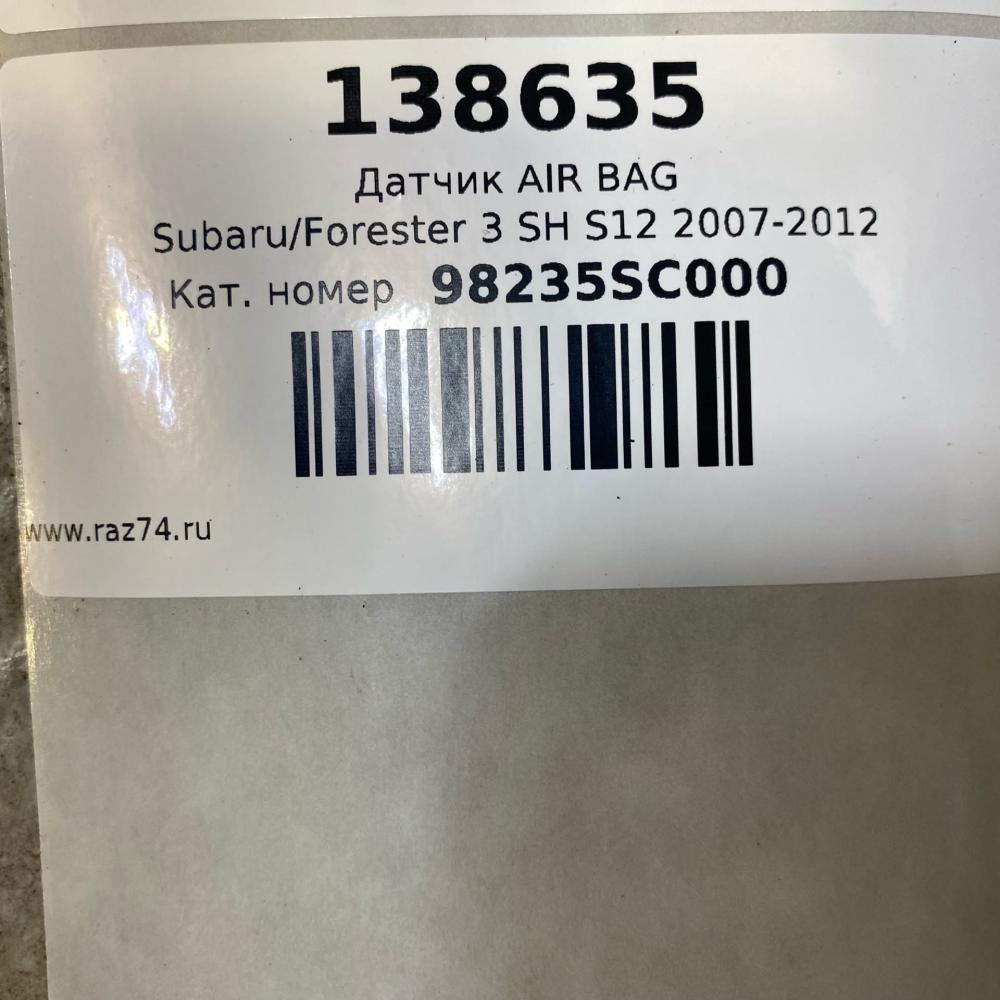 138635
Датчик AIR BAG
Subaru/Forester 3 SH S12 2007-2012
Кат. номер 98235SC000
www.raz74.ru